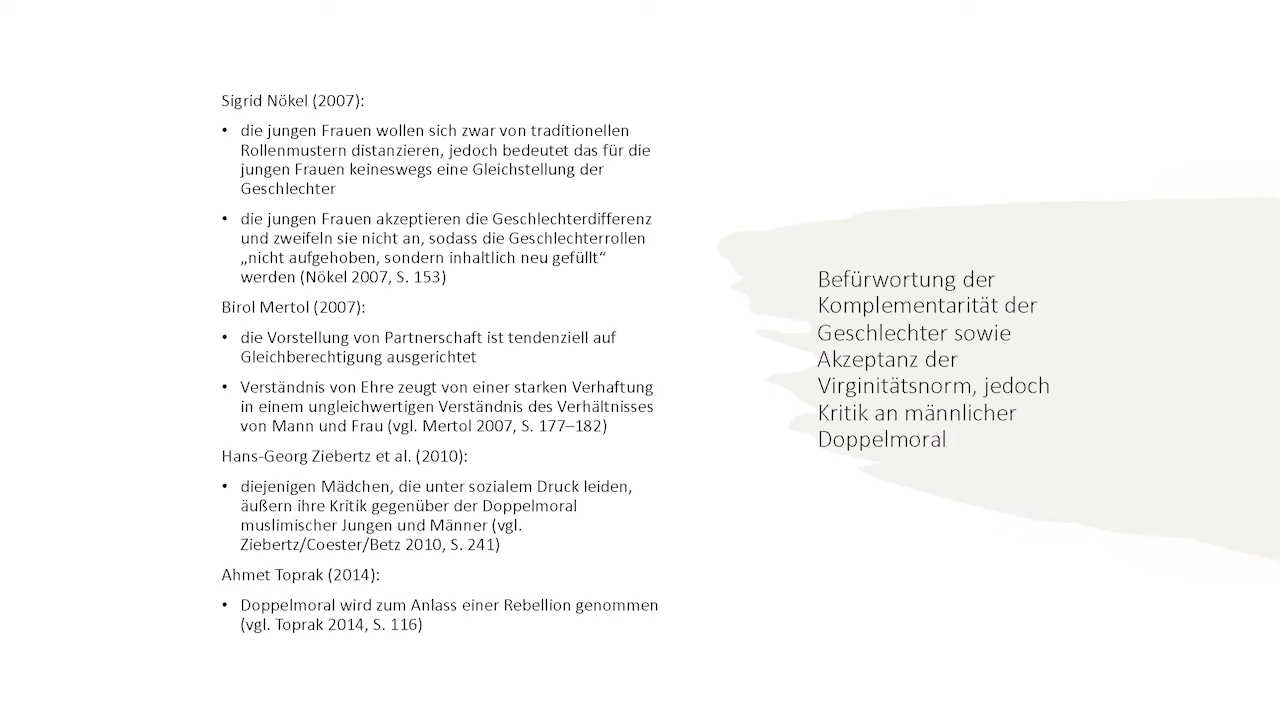 Sigrid Nökel (2007):
• die jungen Frauen wollen sich zwar von traditionellen
Rollenmustern distanzieren, jedoch bedeutet das für die
jungen Frauen keineswegs eine Gleichstellung der
Geschlechter
• die jungen Frauen akzeptieren die Geschlechterdifferenz
und zweifeln sie nicht an, sodass die Geschlechterrollen
„nicht aufgehoben, sondern inhaltlich neu gefüllt“
werden (Nökel 2007, S. 153)
Birol Mertol (2007):
• die Vorstellung von Partnerschaft ist tendenziell auf
Gleichberechtigung ausgerichtet
• Verständnis von Ehre zeugt von einer starken Verhaftung
in einem ungleichwertigen Verständnis des Verhältnisses
von Mann und Frau (vgl. Mertol 2007, S. 177–182)
Hans-Georg Ziebertz et al. (2010):
• diejenigen Mädchen, die unter sozialem Druck leiden,
äußern ihre Kritik gegenüber der Doppelmoral
muslimischer Jungen und Männer (vgl.
Ziebertz/Coester/Betz 2010, S. 241)
Ahmet Toprak (2014):
• Doppelmoral wird zum Anlass einer Rebellion genommen
(vgl. Toprak 2014, S. 116)
Befürwortung der
Komplementarität der
Geschlechter sowie
Akzeptanz der
Virginitätsnorm, jedoch
Kritik an männlicher
Doppelmoral